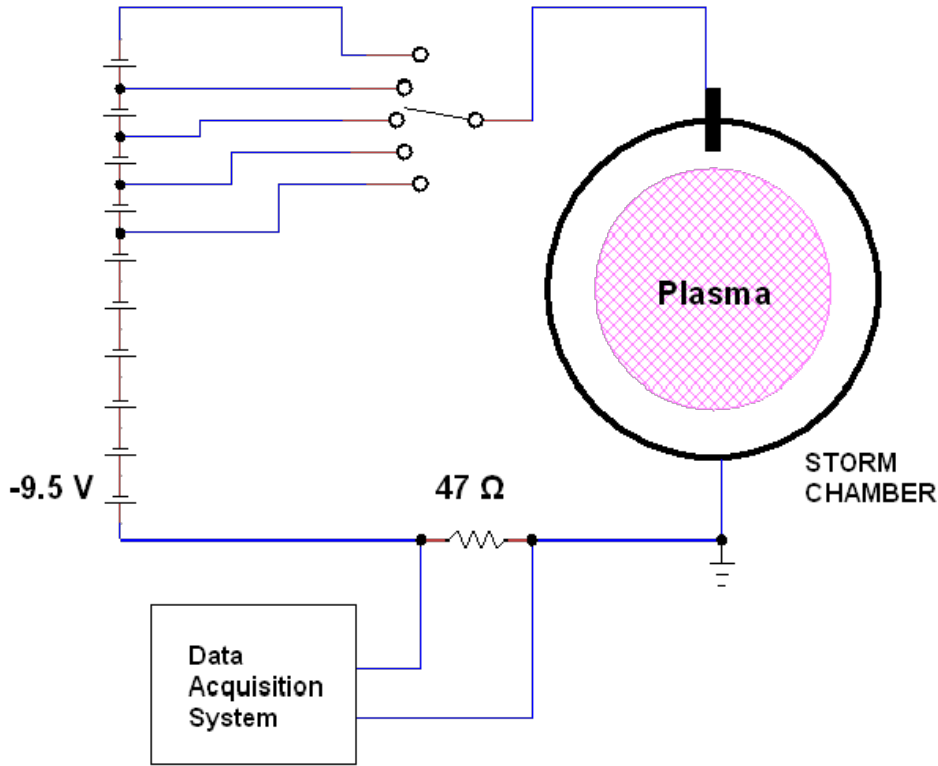 Plasma
-9.5 V
47 Ω
STORM
CHAMBER
Data
Acquisition
System